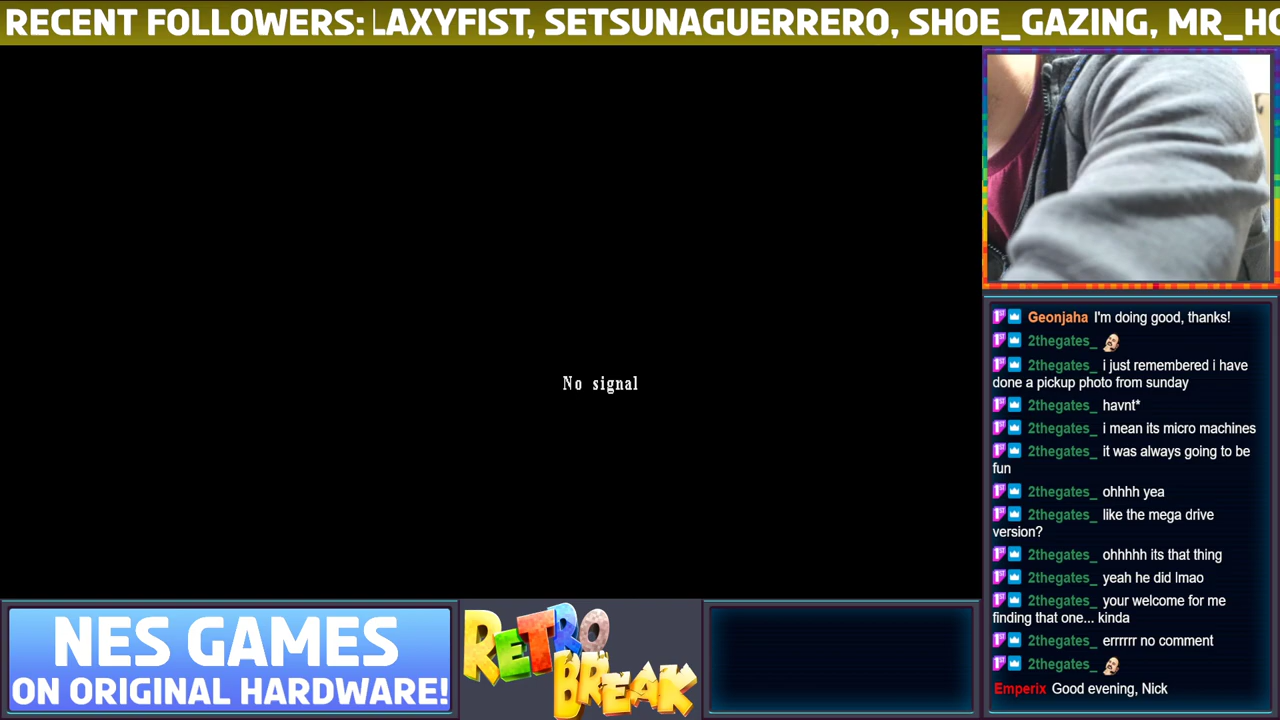 RECENT FOLLOWERS: LAXYFIST, SETSUNAGUERRERO, SHOE_GAZING, MR_HO
No signal
Geonjaha I'm doing good, thanks!
2thegates_
2thegates_ i just remembered i have
done a pickup photo from sunday
2thegates_ havnt*
2thegates_ i mean its micro machines
2thegates_ it was always going to be
fun
2thegates_ ohhhh yea
2thegates_ like the mega drive
version?
2thegates_ ohhhhh its that thing
2thegates_ yeah he did lmao
2thegates_ your welcome for me
finding that one... kinda
2thegates_ errrrrr no comment
2thegates_
Emperix Good evening, Nick
NES GAMES
ON ORIGINAL HARDWARE!
RETRO
BREAK